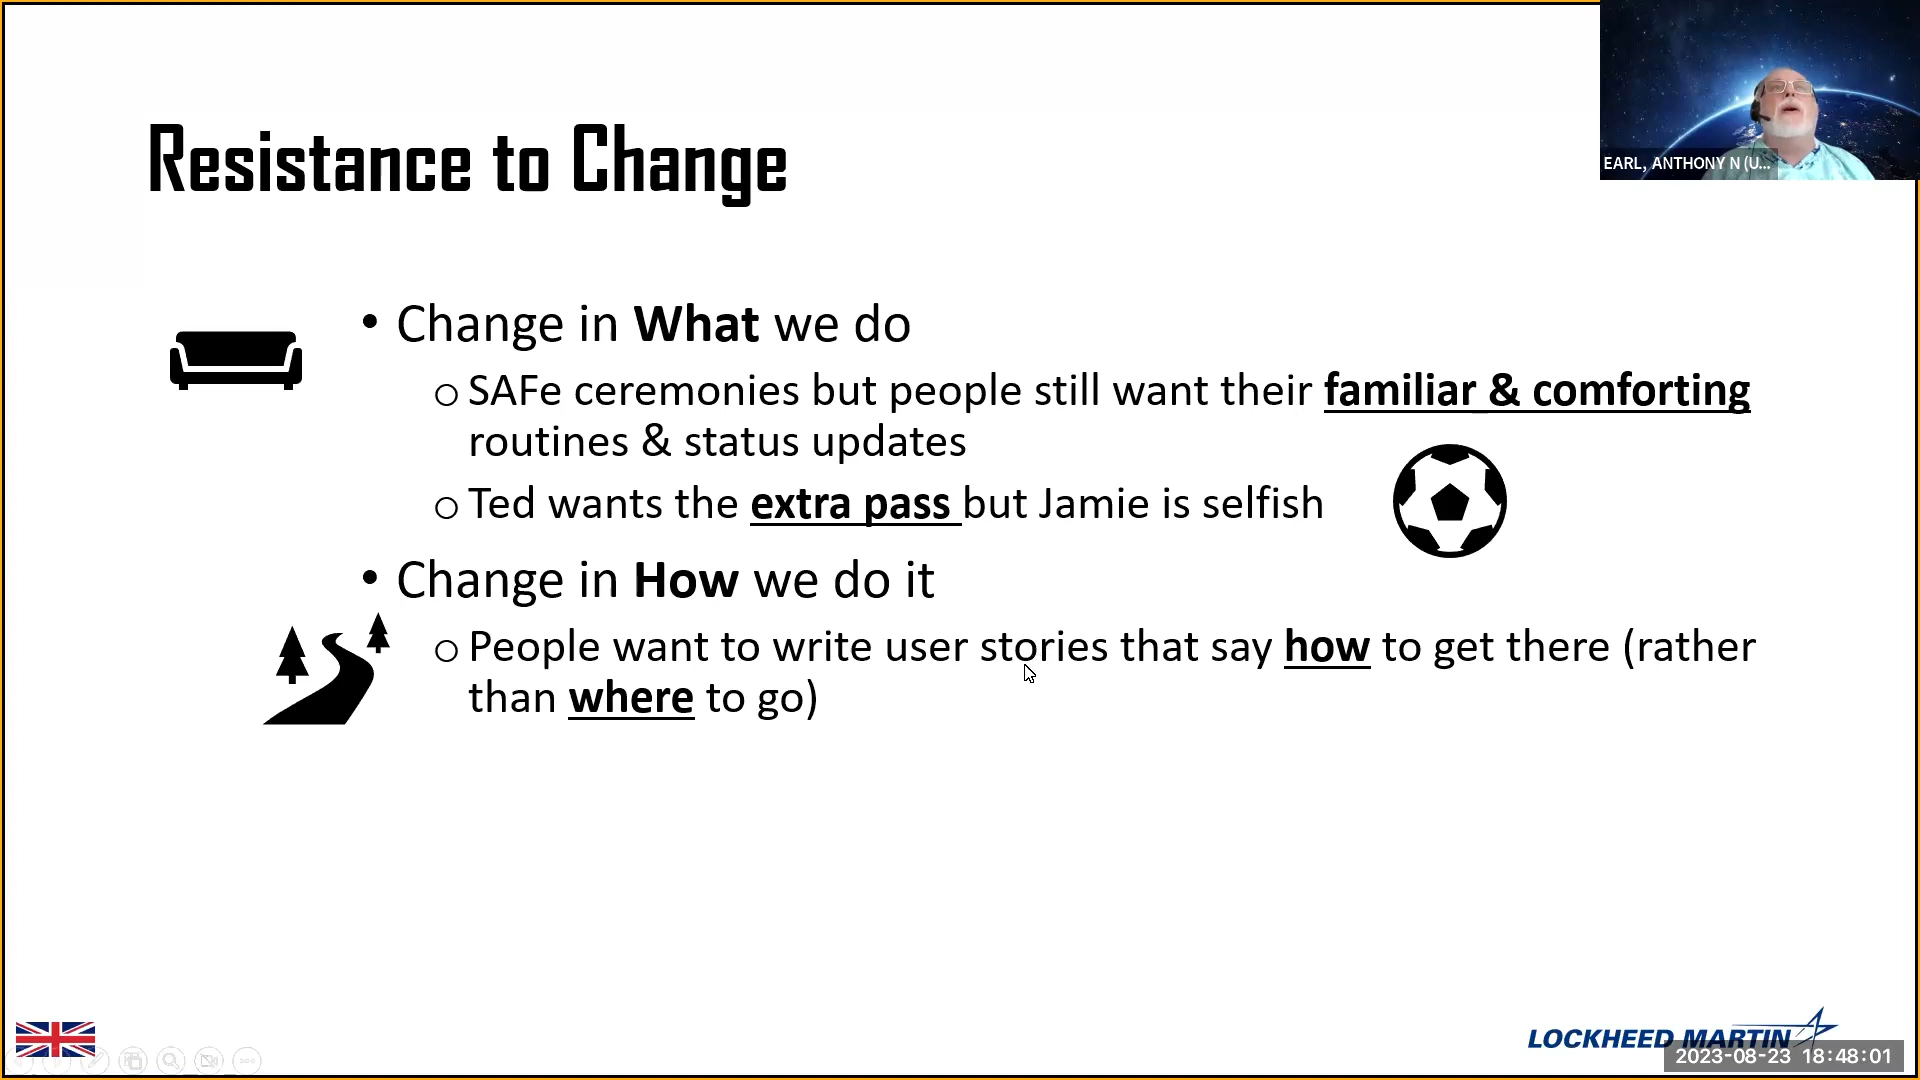 EARL, ANTHONY N (U...
Resistance to Change
• Change in What we do
o SAFe ceremonies but people still want their familiar & comforting
routines & status updates
o Ted wants the extra pass but Jamie is selfish
• Change in How we do it
o People want to write user stories that say how to get there (rather
than where to go)
LOCKHEED MARTIN
2023-08-23 18:48:01